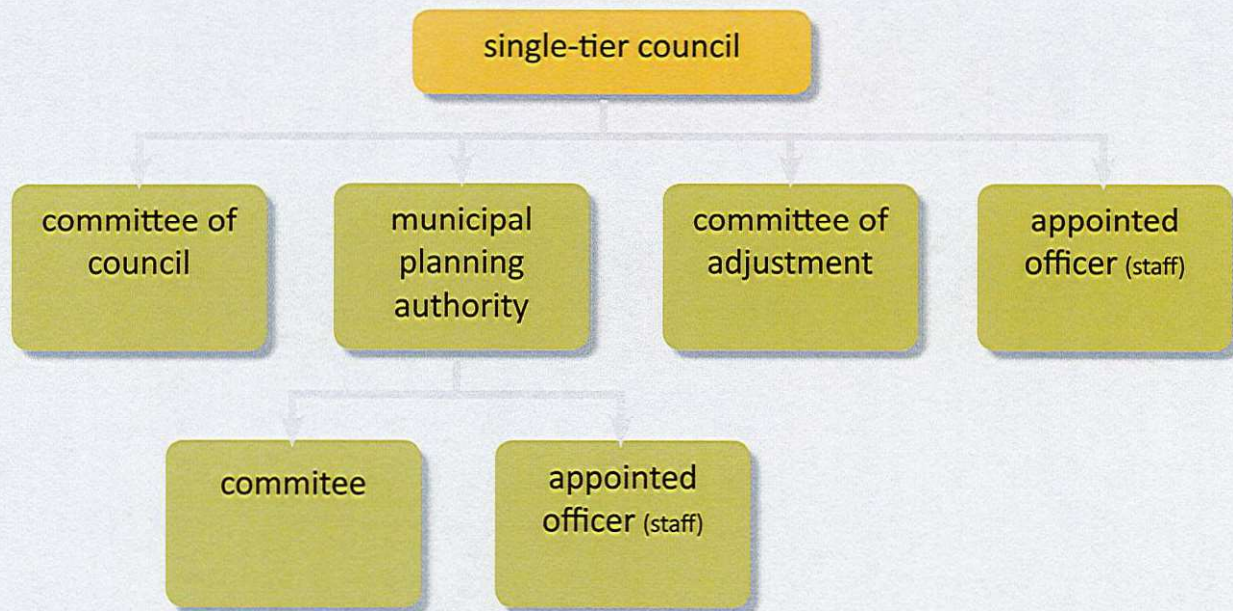 single-tier council
committee of
council
municipal
planning
authority
committee of
adjustment
appointed
officer (staff)
commitee
appointed
officer (staff)